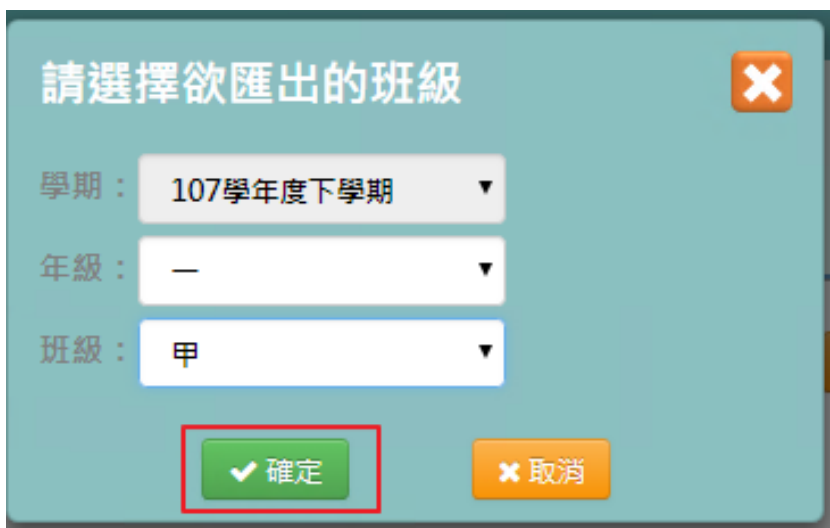 請選擇欲匯出的班級
學期：
107學年度下學期
年級：
一
班級：
甲
確定
取消